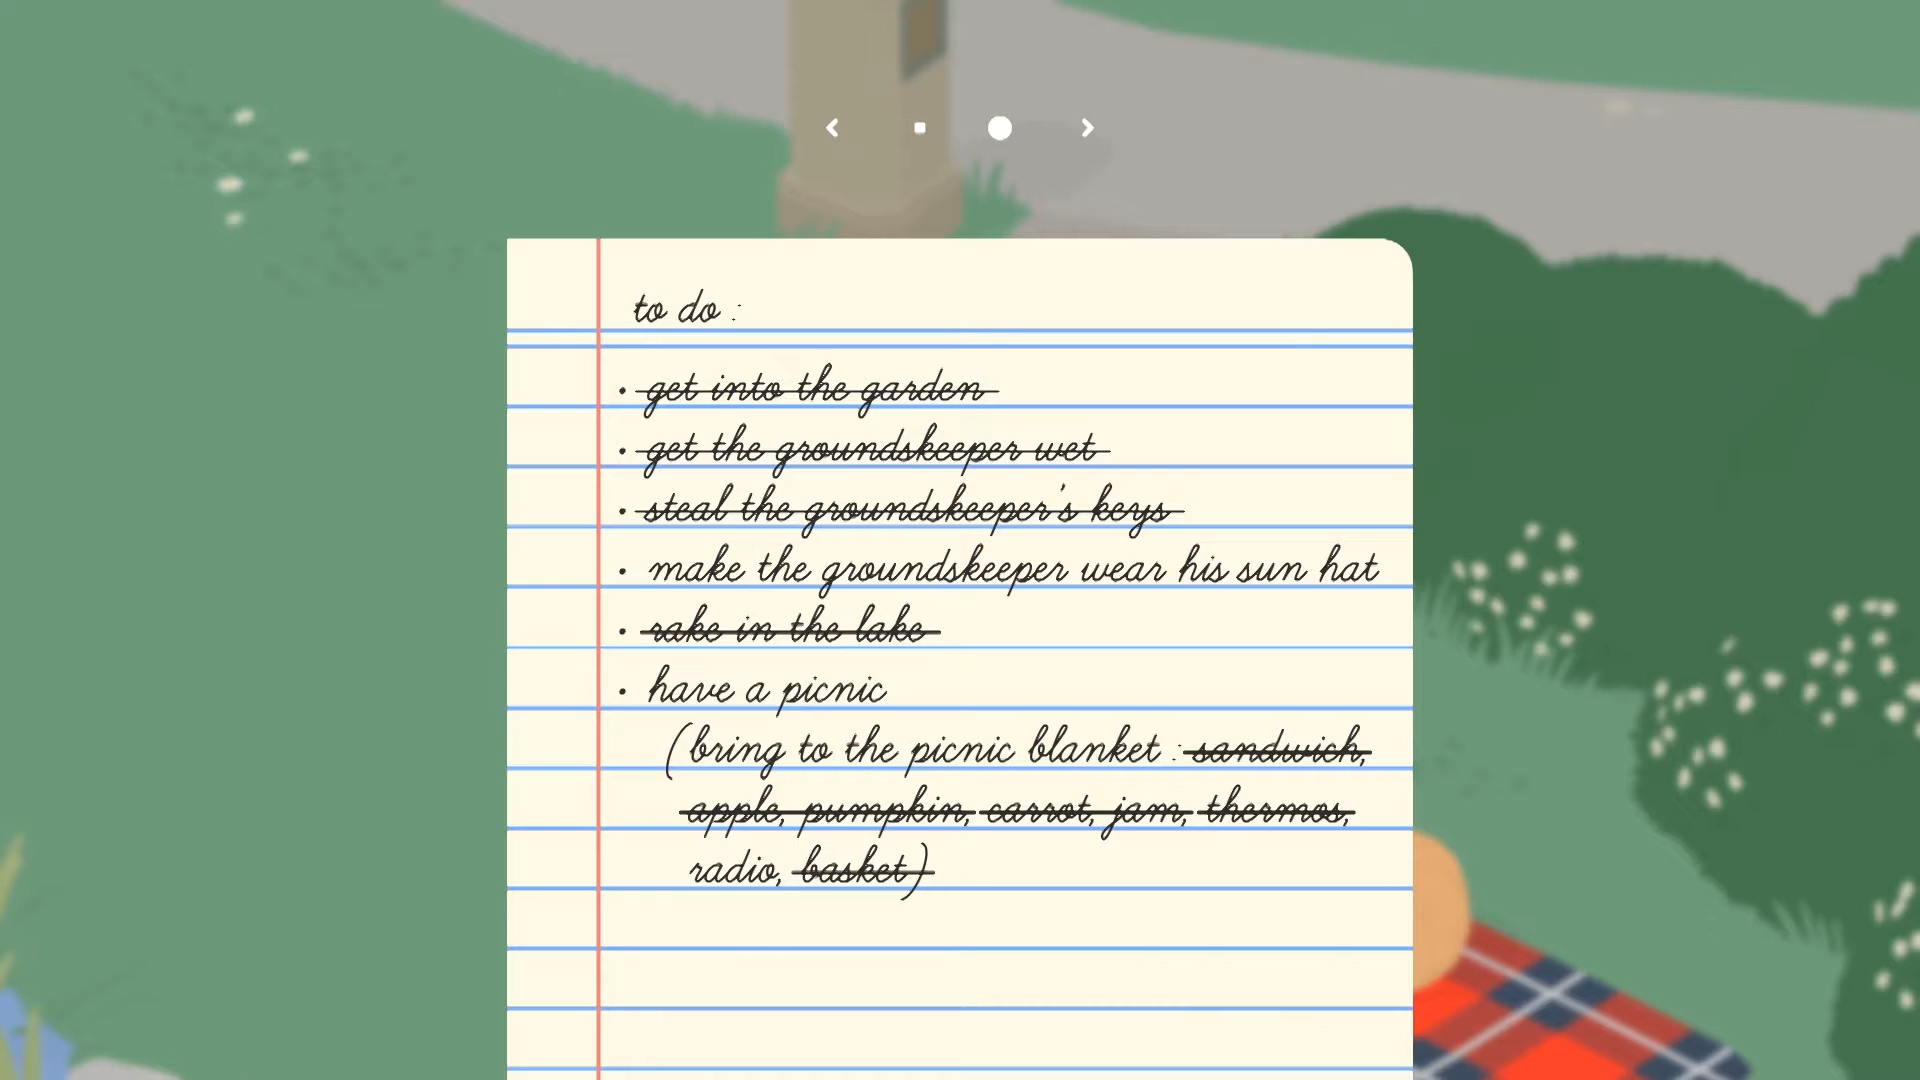 to do :
• get into the garden
• get the groundskeeper wet
• steal the groundskeeper's keys
• make the groundskeeper wear his sun hat
• rake in the lake
• have a picnic
(bring to the picnic blanket : sandwich,
apple, pumpkin, carrot, jam, thermos,
radio, basket)